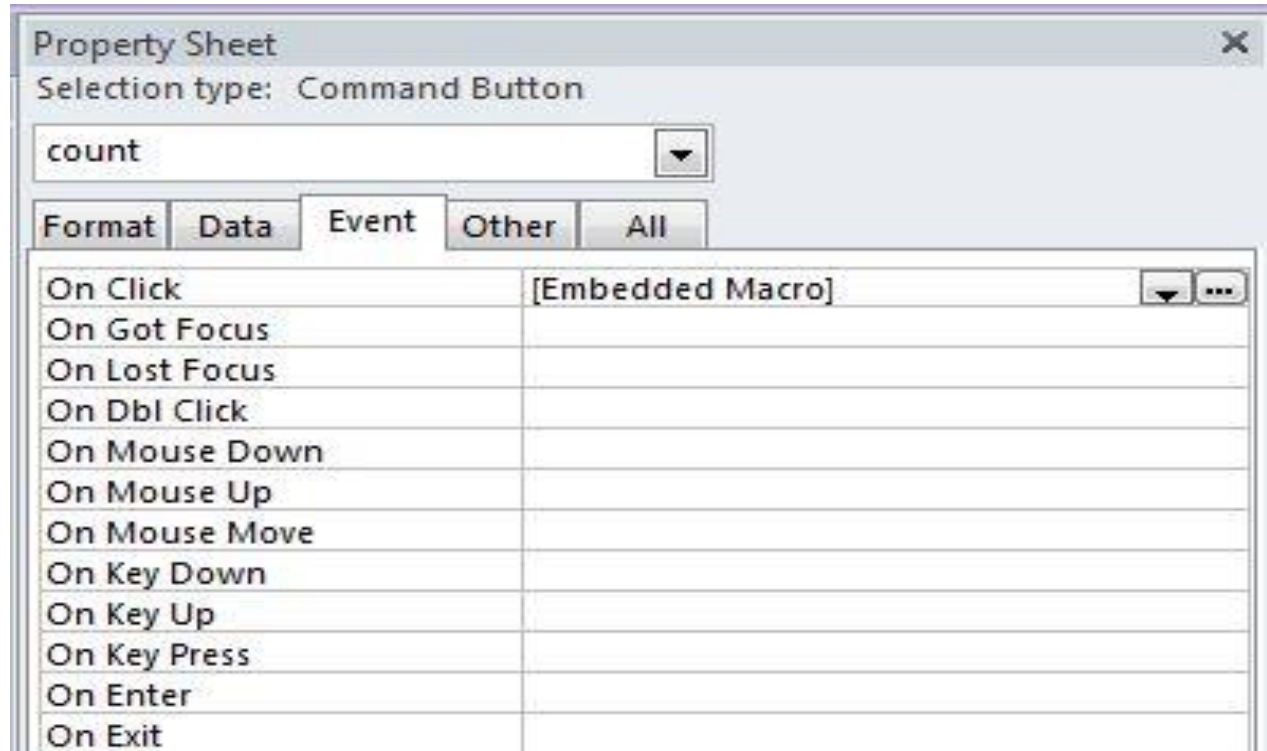 Property Sheet
Selection type: Command Button
count
Format Data Event Other All
On Click [Embedded Macro] ...
On Got Focus
On Lost Focus
On Dbl Click
On Mouse Down
On Mouse Up
On Mouse Move
On Key Down
On Key Up
On Key Press
On Enter
On Exit